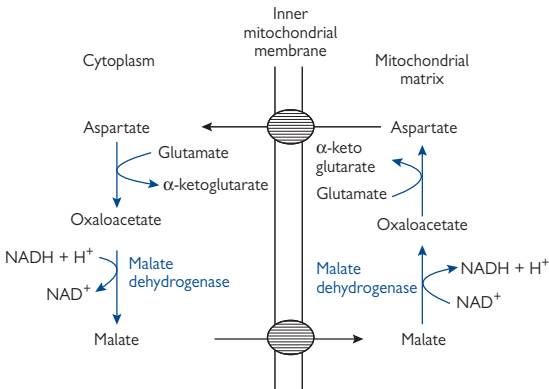 Inner
mitochondrial
membrane
Cytoplasm
Mitochondrial
matrix
Aspartate
Glutamate
α-ketoglutarate
Oxaloacetate
NADH + H⁺
NAD⁺
Malate
dehydrogenase
Malate
Aspartate
α-keto
glutarate
Glutamate
Oxaloacetate
Malate
dehydrogenase
NADH + H⁺
NAD⁺
Malate